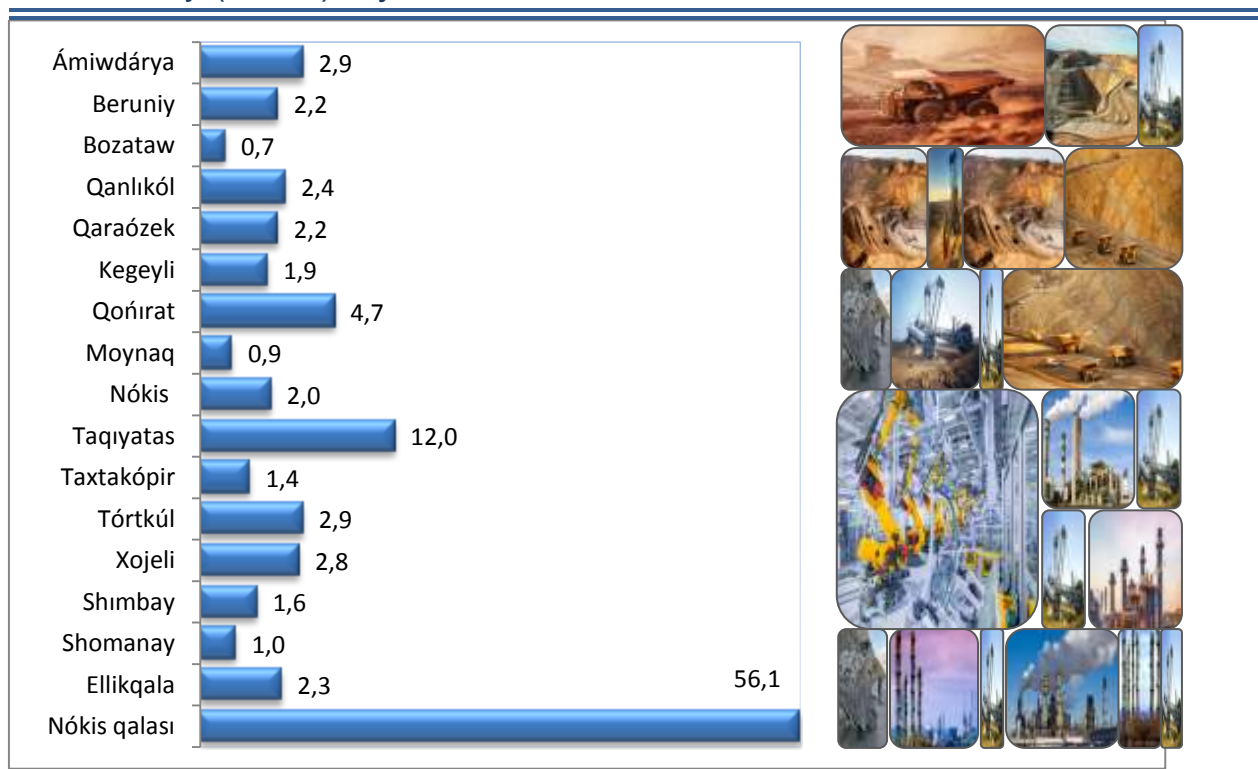 Ámiwdárya 2,9
Beruniy 2,2
Bozataw 0,7
Qanlıkól 2,4
Qaraózek 2,2
Kegeyli 1,9
Qońırat 4,7
Moynaq 0,9
Nókis 2,0
Taqıyatas 12,0
Taxtakópir 1,4
Tórtkúl 2,9
Xojeli 2,8
Shımbay 1,6
Shomanay 1,0
Ellikqala 2,3
Nókis qalası 56,1